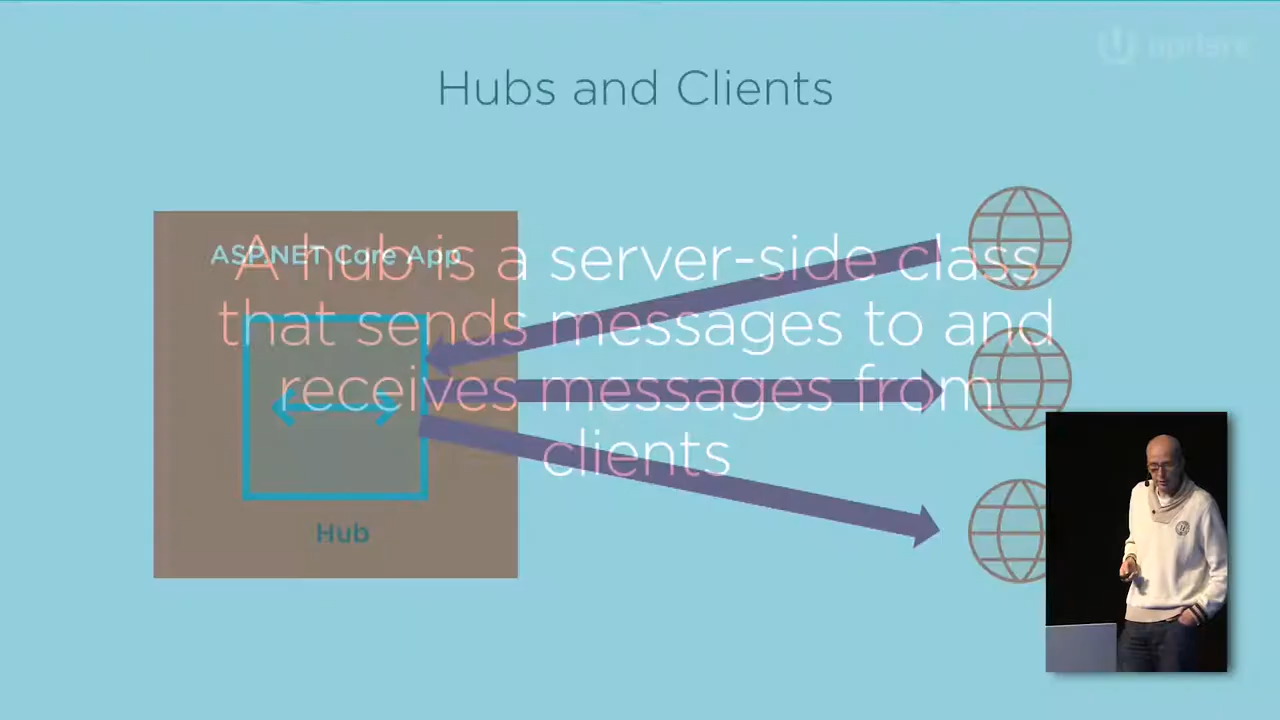 Hubs and Clients
ASP.NET Core App
A hub is a server-side class
that sends messages to and
receives messages from
clients
Hub